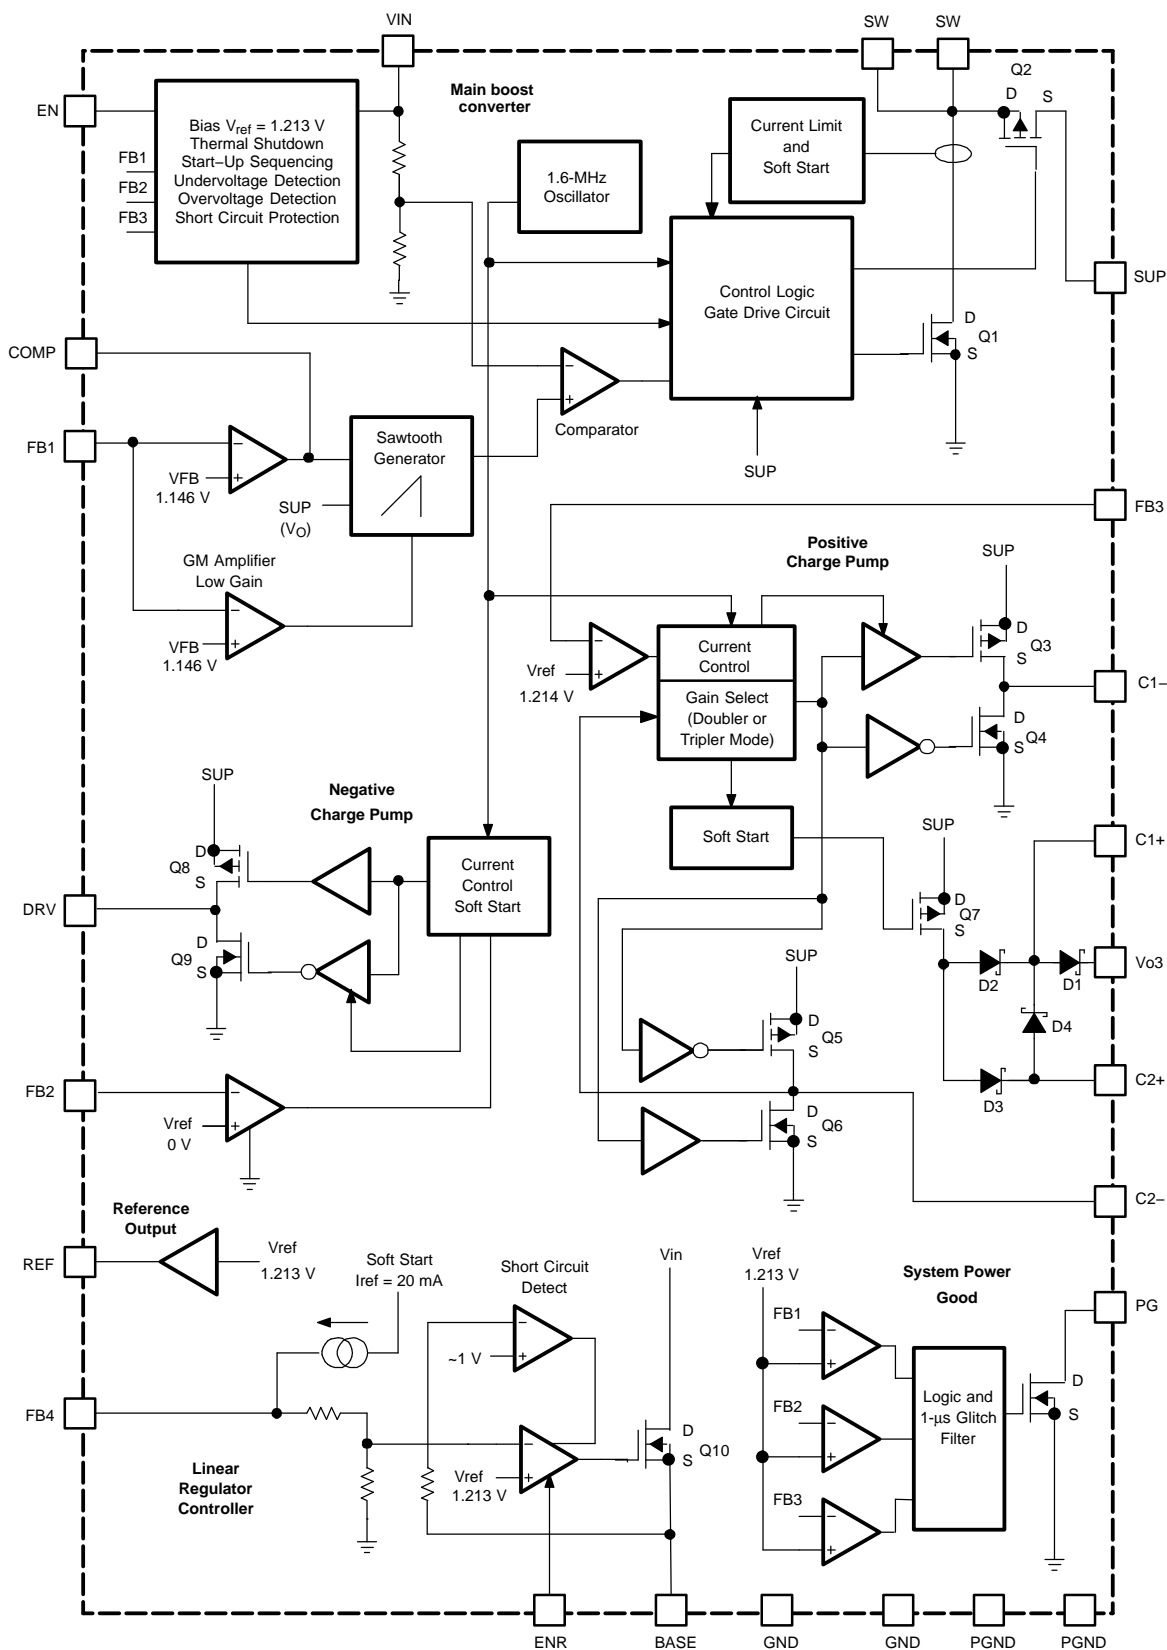 VIN
SW
SW
Q2
D
S
Main boost
converter
EN
Bias Vref = 1.213 V
Thermal Shutdown
Start–Up Sequencing
Undervoltage Detection
Overvoltage Detection
Short Circuit Protection
FB1
FB2
FB3
1.6-MHz
Oscillator
Current Limit
and
Soft Start
SUP
Control Logic
Gate Drive Circuit
D
Q1
S
COMP
FB1
−
+
VFB
1.146 V
Sawtooth
Generator
SUP
(VO)
−
+
Comparator
SUP
FB3
GM Amplifier
Low Gain
−
+
VFB
1.146 V
Positive
Charge Pump
SUP
−
+
Vref
1.214 V
Current
Control
Gain Select
(Doubler or
Tripler Mode)
D
Q3
S
C1–
D
Q4
S
Soft Start
SUP
Negative
Charge Pump
SUP
D
Q8
S
Current
Control
Soft Start
C1+
D
Q7
S
DRV
D
Q9
S
Vo3
D2
D1
D4
SUP
D
Q5
S
C2+
D3
FB2
−
+
Vref
0 V
D
Q6
S
C2–
Reference
Output
REF
Vref
1.213 V
Soft Start
Iref = 20 mA
Short Circuit
Detect
−
+
~1 V
Vin
Vref
1.213 V
System Power
Good
PG
FB1
−
+
FB2
−
+
FB3
−
+
Logic and
1-μs Glitch
Filter
D
S
FB4
Linear
Regulator
Controller
−
+
Vref
1.213 V
D
Q10
S
ENR
BASE
GND
GND
PGND
PGND